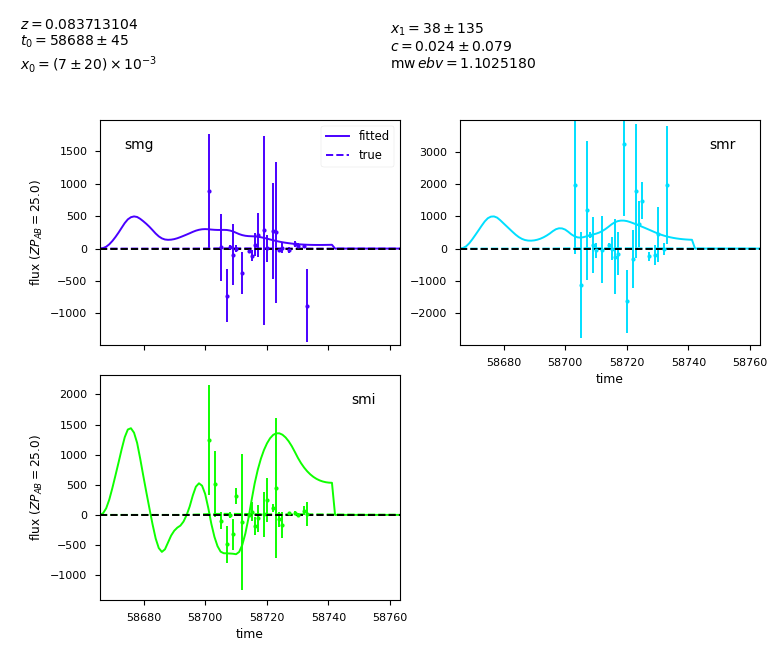 z = 0.083713104
t₀ = 58688 ± 45
x₀ = (7 ± 20) × 10⁻³
x₁ = 38 ± 135
c = 0.024 ± 0.079
mw ebv = 1.1025180
smg
fitted
true
1500
1000
500
0
−500
−1000
flux (ZP_AB = 25.0)
smr
3000
2000
1000
0
−1000
−2000
58680 58700 58720 58740 58760
time
smi
2000
1500
1000
500
0
−500
−1000
flux (ZP_AB = 25.0)
58680 58700 58720 58740 58760
time